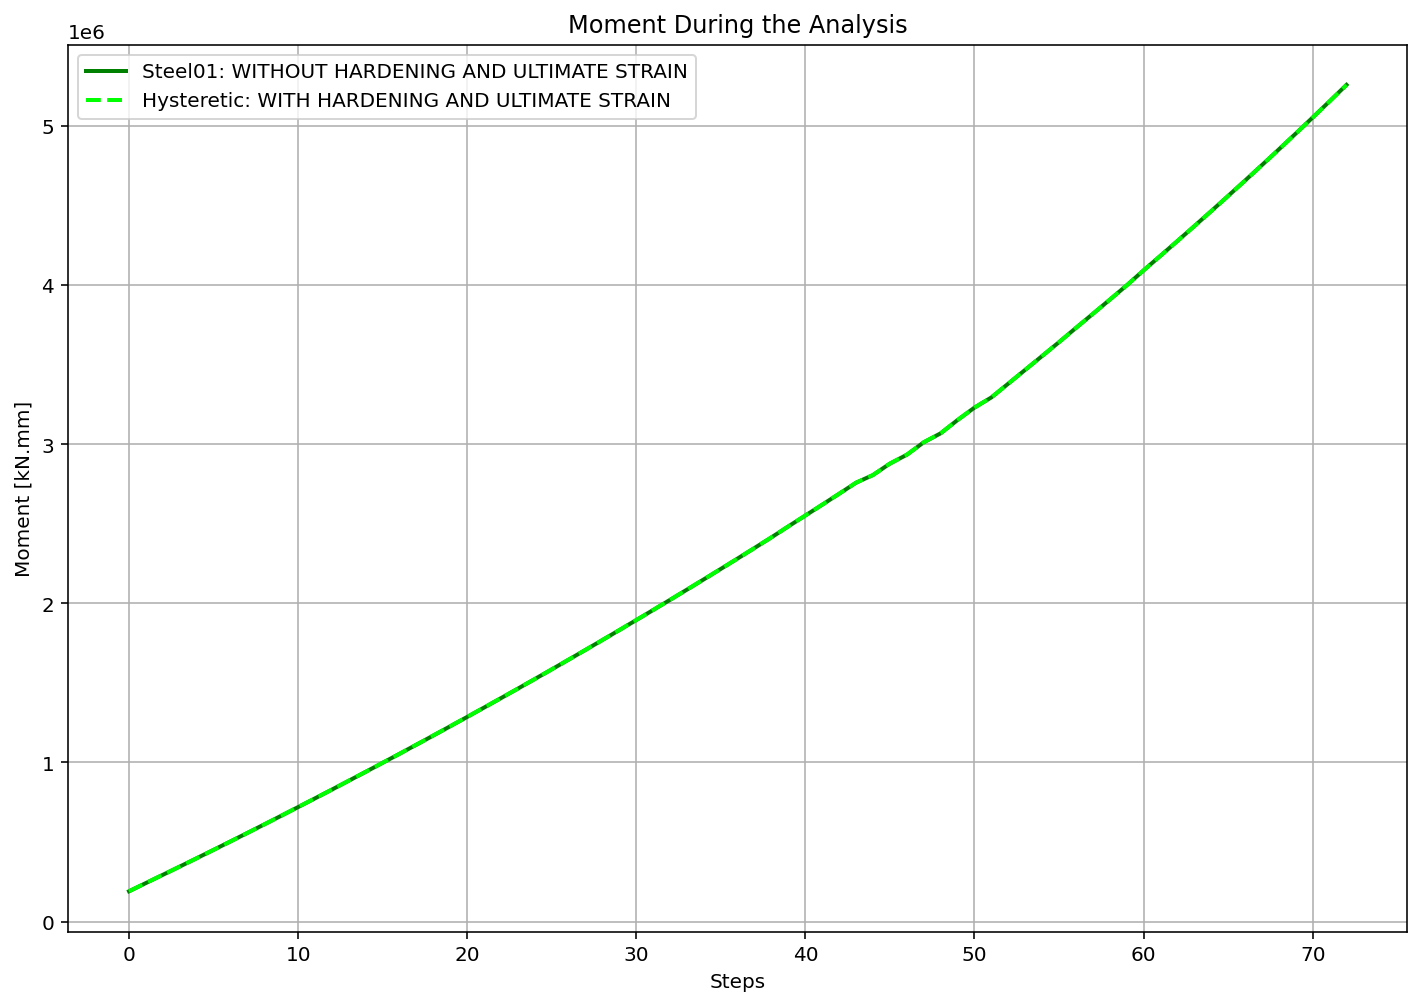 Moment During the Analysis
1e6
Steel01: WITHOUT HARDENING AND ULTIMATE STRAIN
Hysteretic: WITH HARDENING AND ULTIMATE STRAIN
5
4
3
2
1
0
Moment [kN.mm]
0 10 20 30 40 50 60 70
Steps